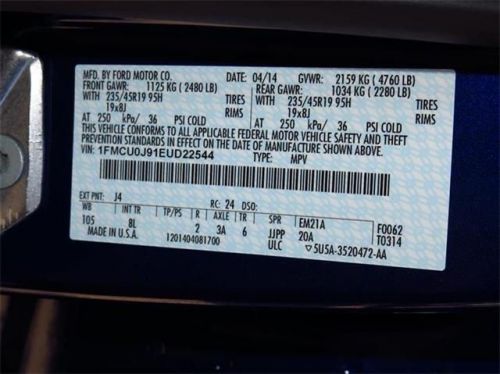 MFD. BY FORD MOTOR CO. DATE: 04/14 GVWR: 2159 KG ( 4760 LB)
FRONT GAWR: 1125 KG ( 2480 LB) REAR GAWR: 1034 KG ( 2280 LB)
WITH 235/45R19 95H TIRES WITH 235/45R19 95H TIRES
19x8J 19x8J
AT 250 kPa/ 36 PSI COLD AT 250 kPa/ 36 PSI COLD
THIS VEHICLE CONFORMS TO ALL APPLICABLE FEDERAL MOTOR VEHICLE SAFETY AND THEFT
PREVENTION STANDARDS IN EFFECT ON THE DATE OF MANUFACTURE SHOWN ABOVE.
VIN: 1FMCU0J91EUD22544 TYPE: MPV
EXT PNT: J4 RC: 24 DSO:
WB INT TR TP/PS R AXLE TR SPR EM21A F0062
105 8L 2 3A 6 JJPP 20A T0314
MADE IN U.S.A. 1201404081700 ULC 5U5A-3520472-AA